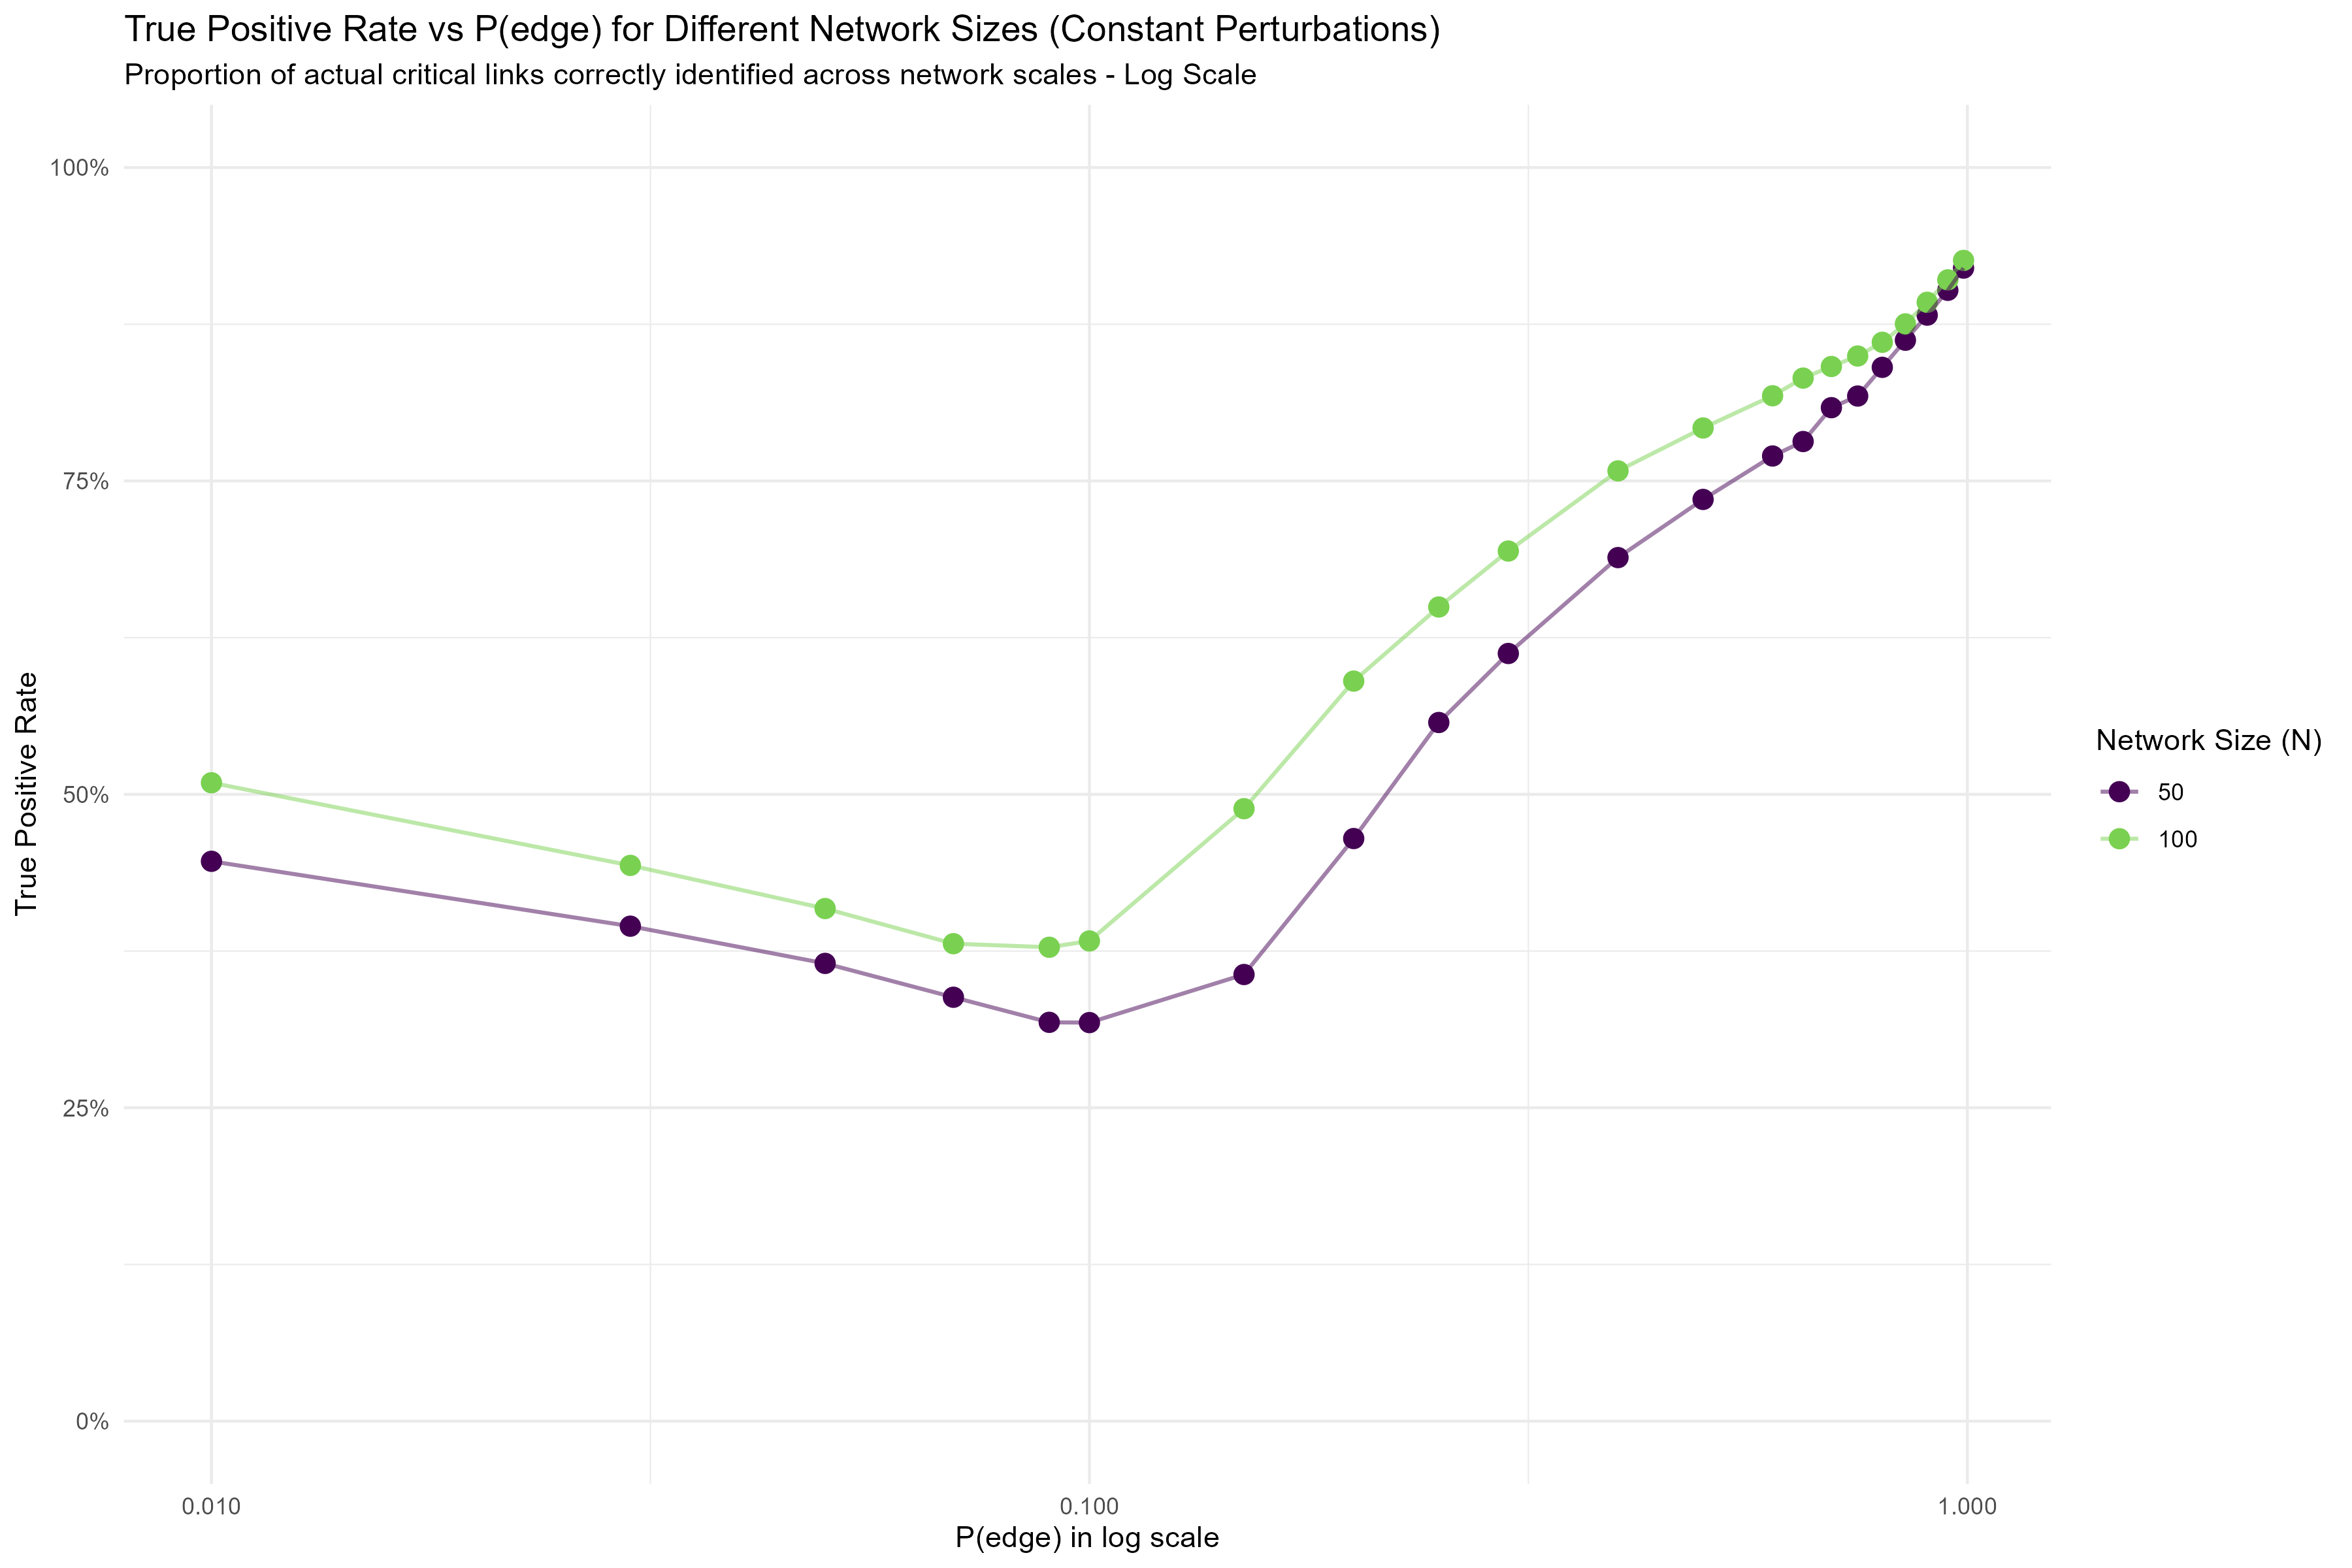 True Positive Rate vs P(edge) for Different Network Sizes (Constant Perturbations)
Proportion of actual critical links correctly identified across network scales - Log Scale
100%
75%
50%
25%
0%
True Positive Rate
0.010
0.100
1.000
P(edge) in log scale
Network Size (N)
50
100